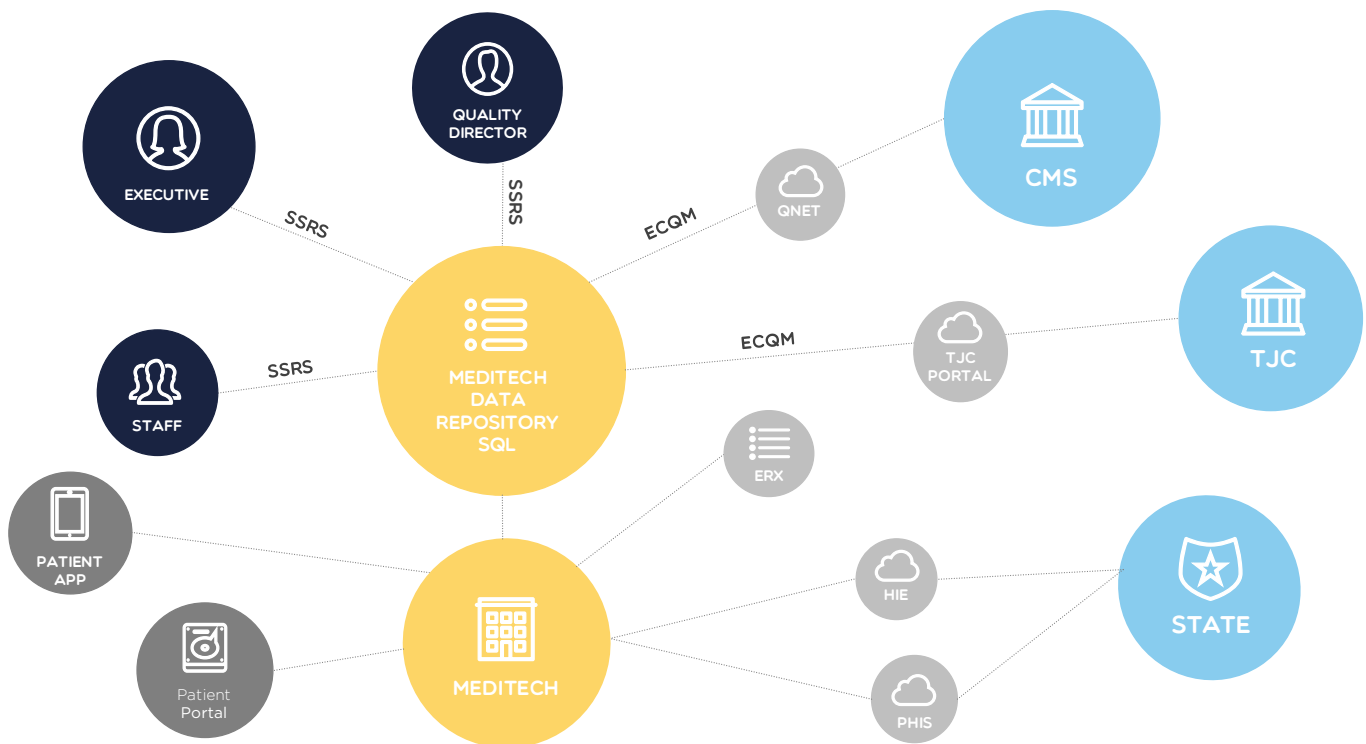 QUALITY
DIRECTOR
EXECUTIVE
CMS
QNET
SSRS
SSRS
ECQM
TJC
ECQM
TJC
PORTAL
SSRS
MEDITECH
DATA
REPOSITORY
SQL
STAFF
ERX
PATIENT
APP
HIE
STATE
MEDITECH
Patient
Portal
PHIS